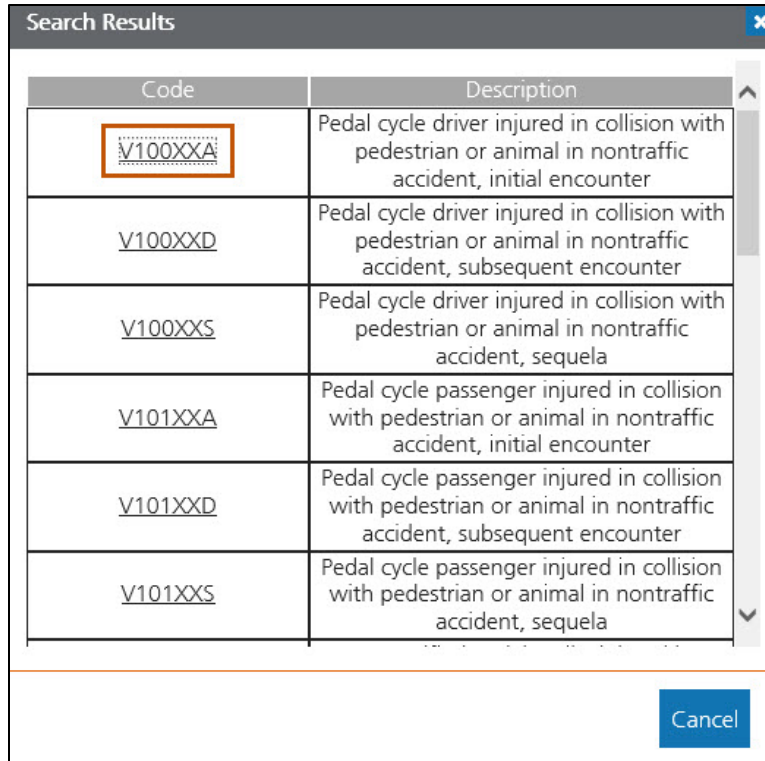 Search Results
Code Description
V100XXA
Pedal cycle driver injured in collision with
pedestrian or animal in nontraffic
accident, initial encounter
V100XXD
Pedal cycle driver injured in collision with
pedestrian or animal in nontraffic
accident, subsequent encounter
V100XXS
Pedal cycle driver injured in collision with
pedestrian or animal in nontraffic
accident, sequela
V101XXA
Pedal cycle passenger injured in collision
with pedestrian or animal in nontraffic
accident, initial encounter
V101XXD
Pedal cycle passenger injured in collision
with pedestrian or animal in nontraffic
accident, subsequent encounter
V101XXS
Pedal cycle passenger injured in collision
with pedestrian or animal in nontraffic
accident, sequela
Cancel